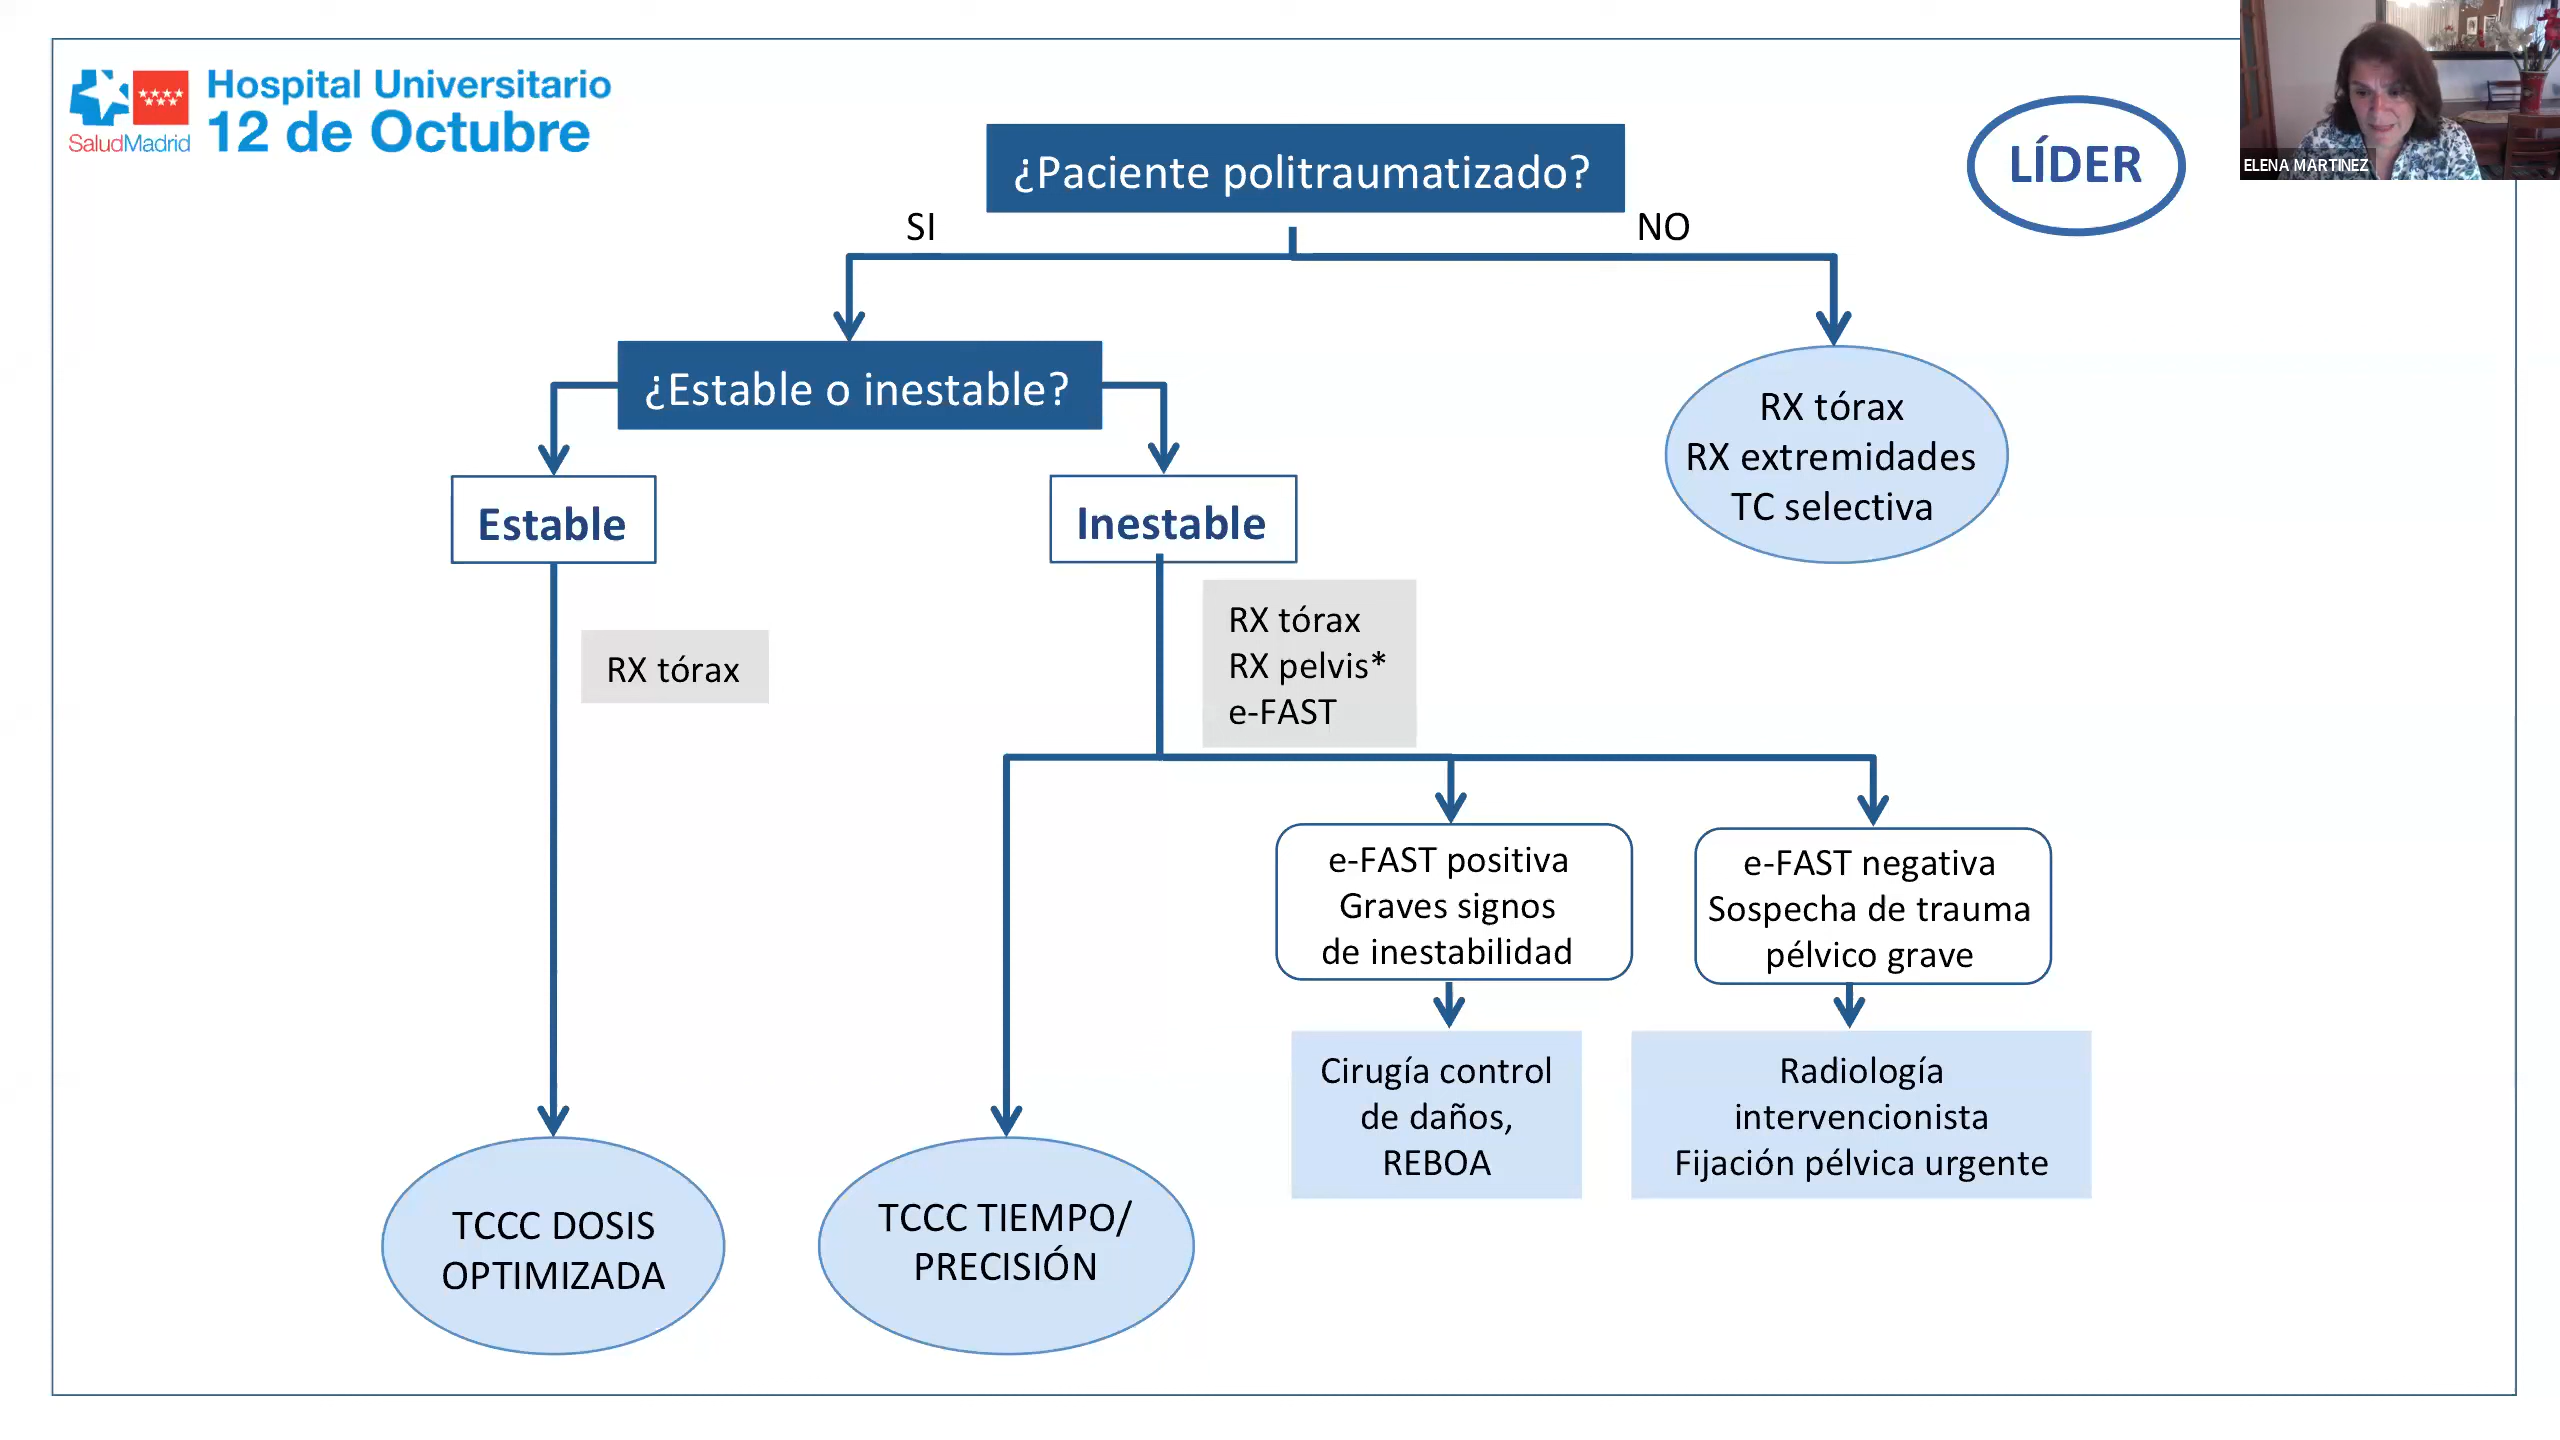 SaludMadrid
Hospital Universitario
12 de Octubre
LÍDER
ELENA MARTINEZ
¿Paciente politraumatizado?
SI
NO
¿Estable o inestable?
RX tórax
RX extremidades
TC selectiva
Estable
Inestable
RX tórax
RX tórax
RX pelvis*
e-FAST
e-FAST positiva
Graves signos
de inestabilidad
e-FAST negativa
Sospecha de trauma
pélvico grave
Cirugía control
de daños,
REBOA
Radiología
intervencionista
Fijación pélvica urgente
TCCC DOSIS
OPTIMIZADA
TCCC TIEMPO/
PRECISIÓN